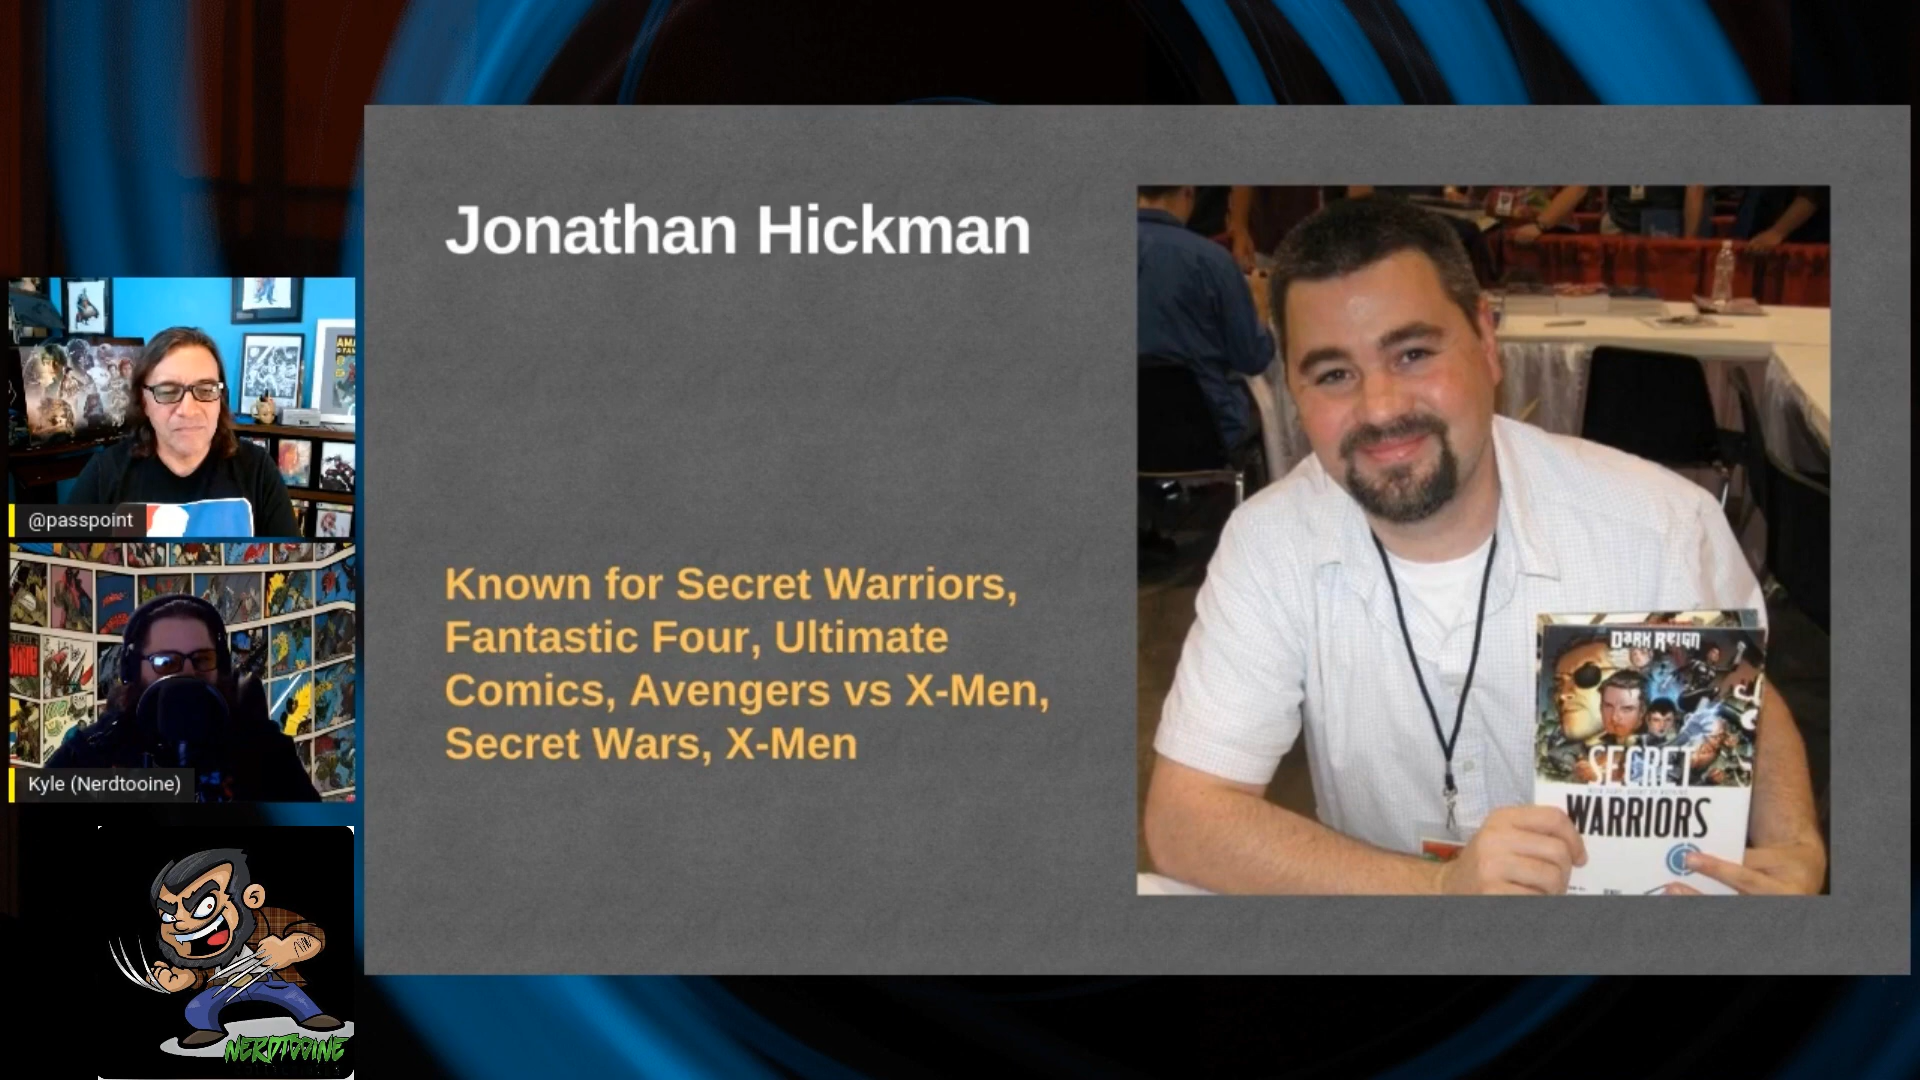 Jonathan Hickman
Known for Secret Warriors,
Fantastic Four, Ultimate
Comics, Avengers vs X-Men,
Secret Wars, X-Men
DARK REIGN
SECRET
WARRIORS
@passpoint
Kyle (Nerdtooine)
NERDTOOINE